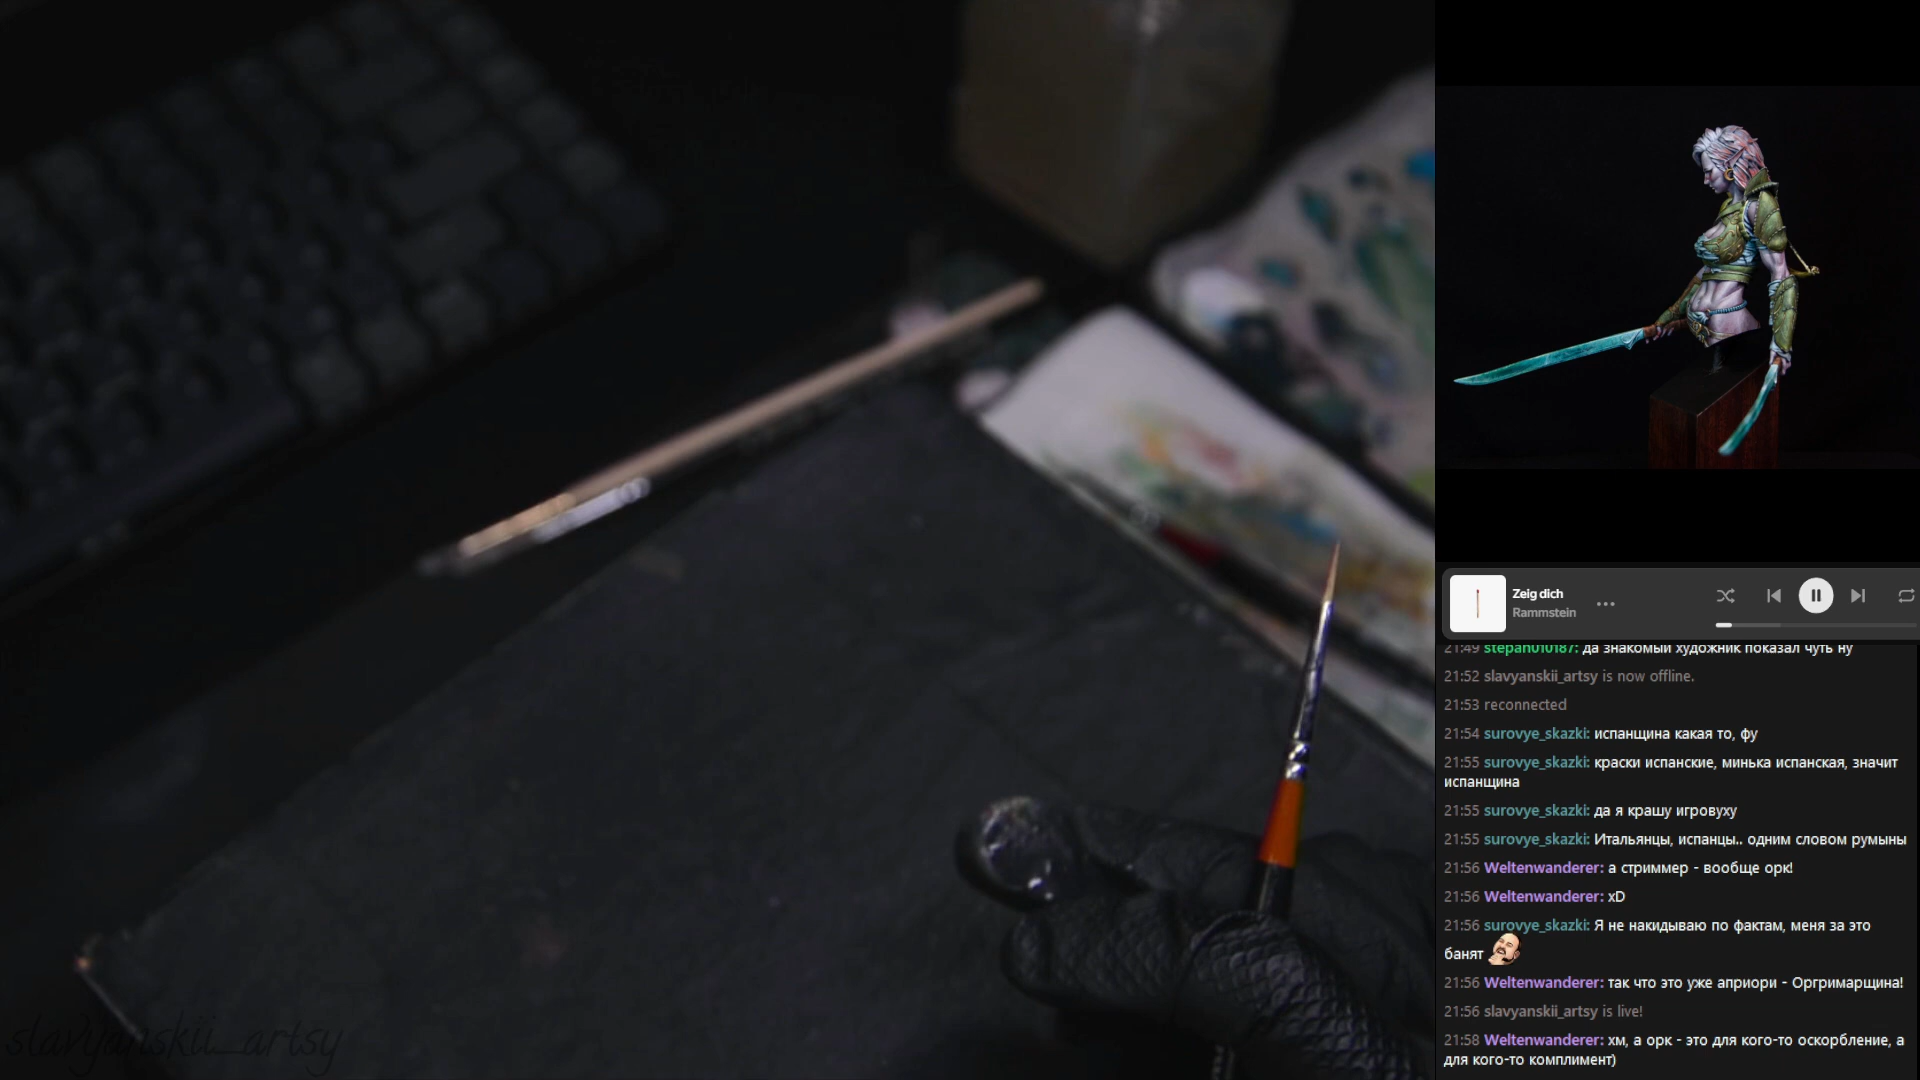 Zeig dich
Rammstein
21:49 stepan010187: да знакомый художник показал чуть ну
21:52 slavyanskii_artsy is now offline.
21:53 reconnected
21:54 surovye_skazki: испанщина какая то, фу
21:55 surovye_skazki: краски испанские, минька испанская, значит
испанщина
21:55 surovye_skazki: да я крашу игровуху
21:55 surovye_skazki: Итальянцы, испанцы.. одним словом румыны
21:56 Weltenwanderer: а стриммер - вообще орк!
21:56 Weltenwanderer: xD
21:56 surovye_skazki: Я не накидываю по фактам, меня за это
банят
21:56 Weltenwanderer: так что это уже априори - Оргримарщина!
21:56 slavyanskii_artsy is live!
21:58 Weltenwanderer: хм, а орк - это для кого-то оскорбление, а
для кого-то комплимент)
slavyanskii_artsy